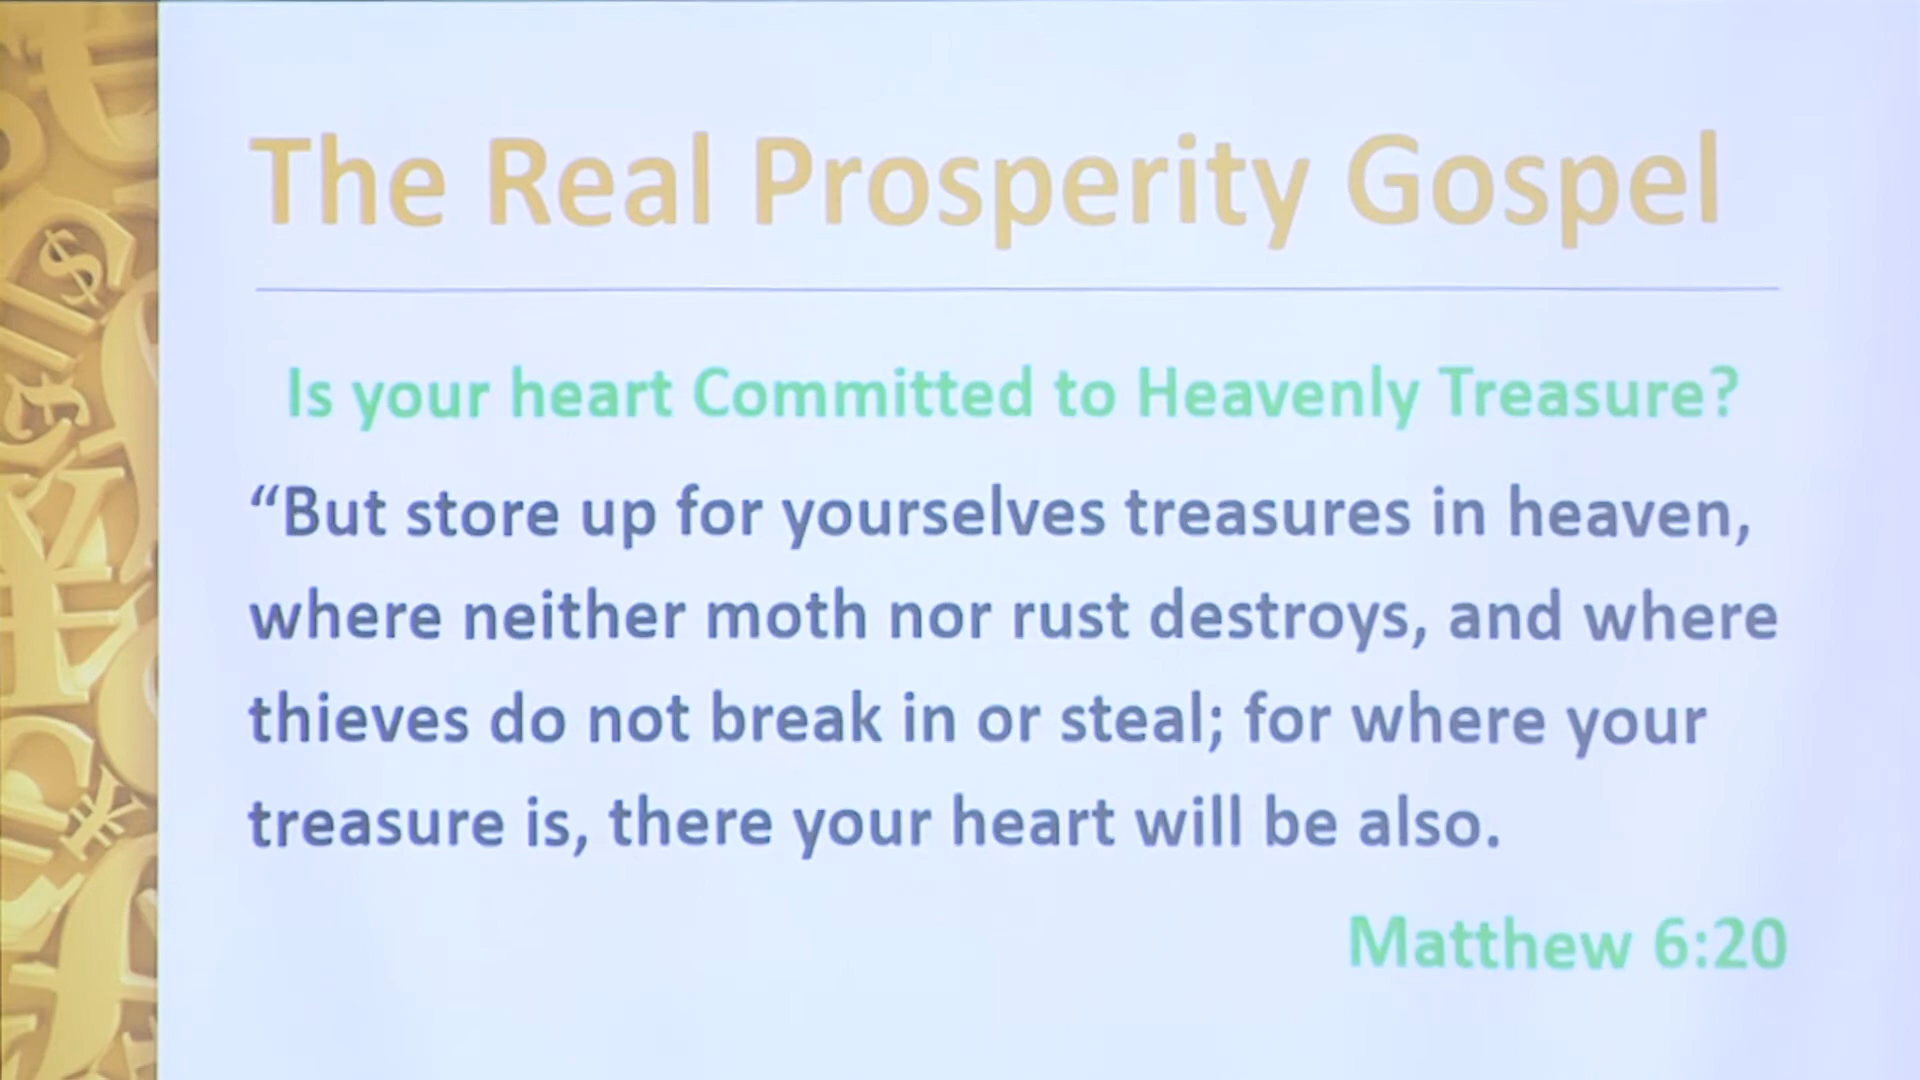 The Real Prosperity Gospel
Is your heart Committed to Heavenly Treasure?
“But store up for yourselves treasures in heaven,
where neither moth nor rust destroys, and where
thieves do not break in or steal; for where your
treasure is, there your heart will be also.
Matthew 6:20